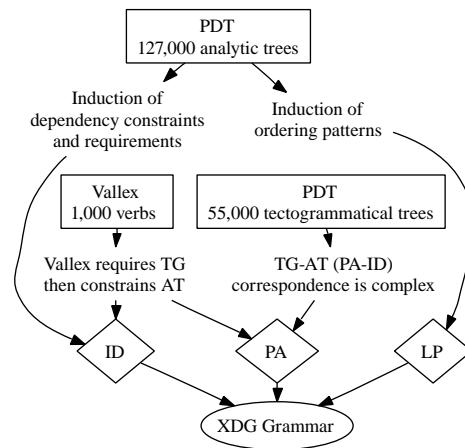 PDT
127,000 analytic trees
Induction of
dependency constraints
and requirements
Induction of
ordering patterns
Vallex
1,000 verbs
PDT
55,000 tectogrammatical trees
Vallex requires TG
then constrains AT
TG-AT (PA-ID)
correspondence is complex
ID
PA
LP
XDG Grammar